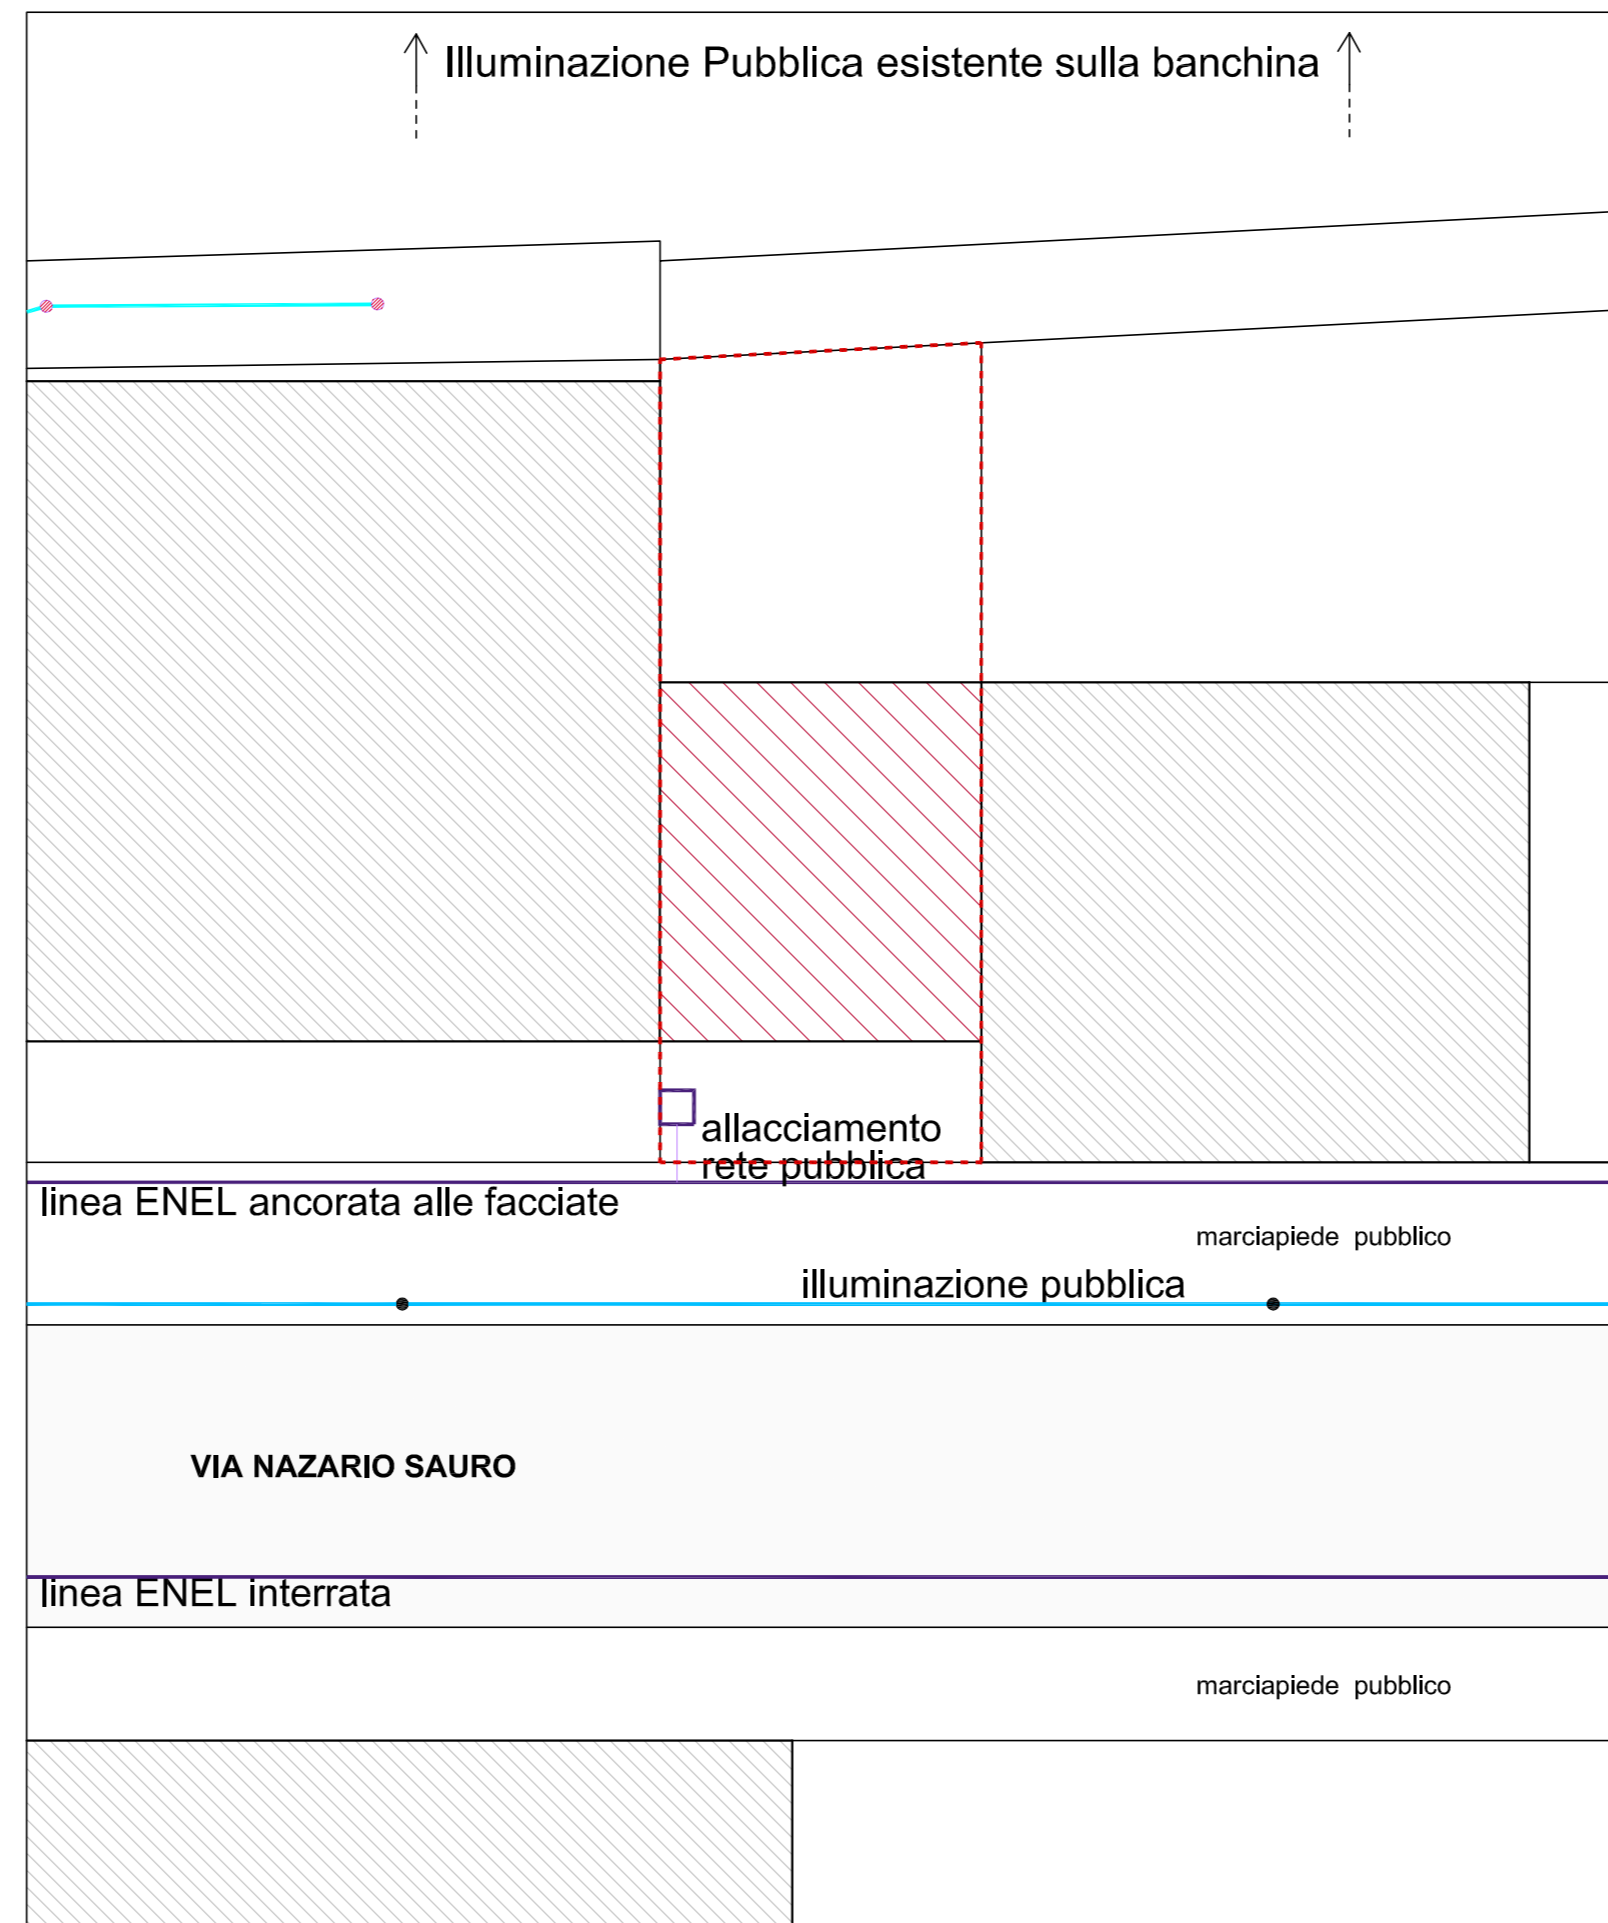 Illuminazione Pubblica esistente sulla banchina
allacciamento
rete pubblica
linea ENEL ancorata alle facciate
marciapiede pubblico
illuminazione pubblica
VIA NAZARIO SAURO
linea ENEL interrata
marciapiede pubblico